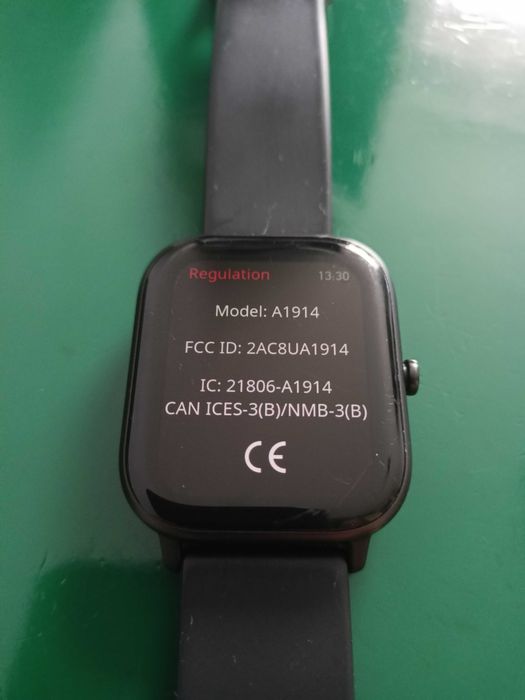 Regulation 13:30
Model: A1914
FCC ID: 2AC8UA1914
IC: 21806-A1914
CAN ICES-3(B)/NMB-3(B)
CE